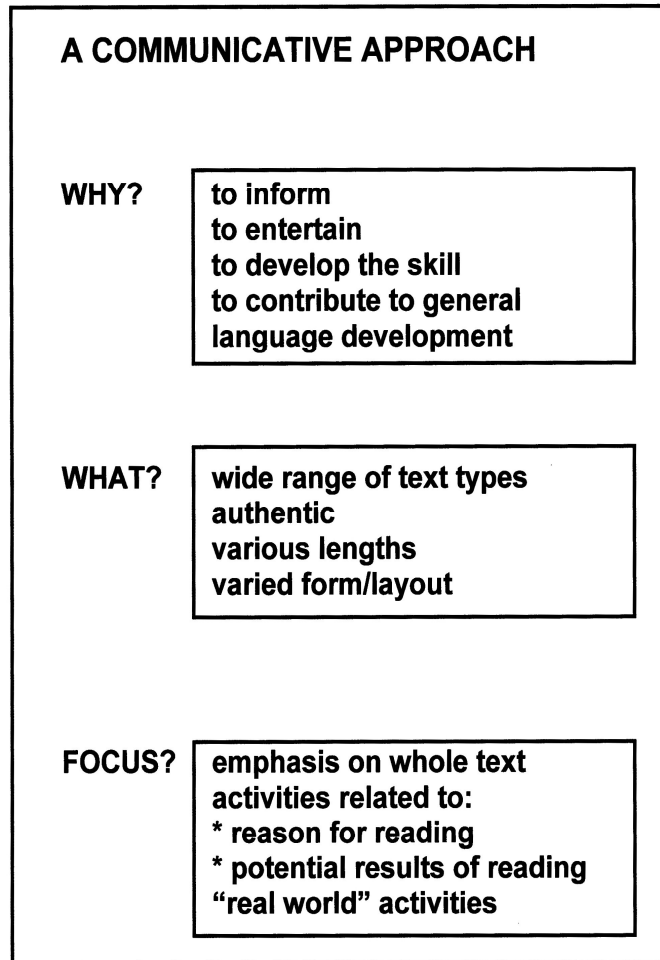 A COMMUNICATIVE APPROACH
WHY?
to inform
to entertain
to develop the skill
to contribute to general
language development
WHAT?
wide range of text types
authentic
various lengths
varied form/layout
FOCUS?
emphasis on whole text
activities related to:
* reason for reading
* potential results of reading
“real world” activities